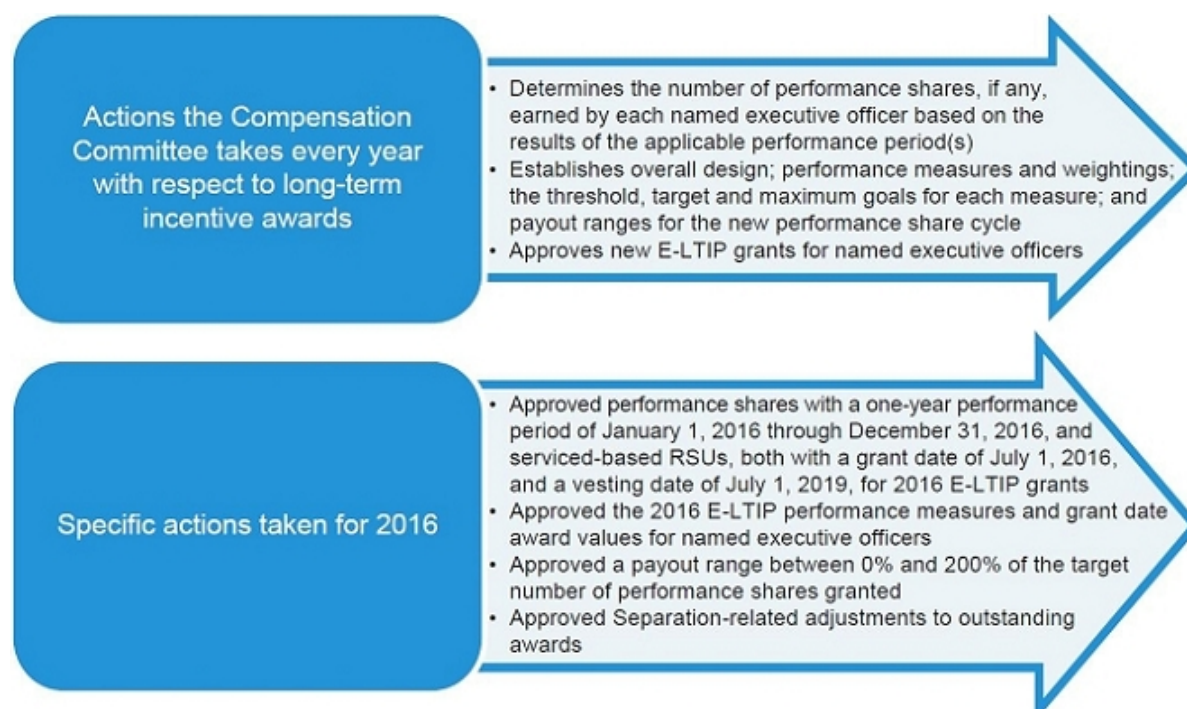 Actions the Compensation
Committee takes every year
with respect to long-term
incentive awards
• Determines the number of performance shares, if any,
earned by each named executive officer based on the
results of the applicable performance period(s)
• Establishes overall design; performance measures and weightings;
the threshold, target and maximum goals for each measure; and
payout ranges for the new performance share cycle
• Approves new E-LTIP grants for named executive officers
Specific actions taken for 2016
• Approved performance shares with a one-year performance
period of January 1, 2016 through December 31, 2016, and
serviced-based RSUs, both with a grant date of July 1, 2016,
and a vesting date of July 1, 2019, for 2016 E-LTIP grants
• Approved the 2016 E-LTIP performance measures and grant date
award values for named executive officers
• Approved a payout range between 0% and 200% of the target
number of performance shares granted
• Approved Separation-related adjustments to outstanding
awards